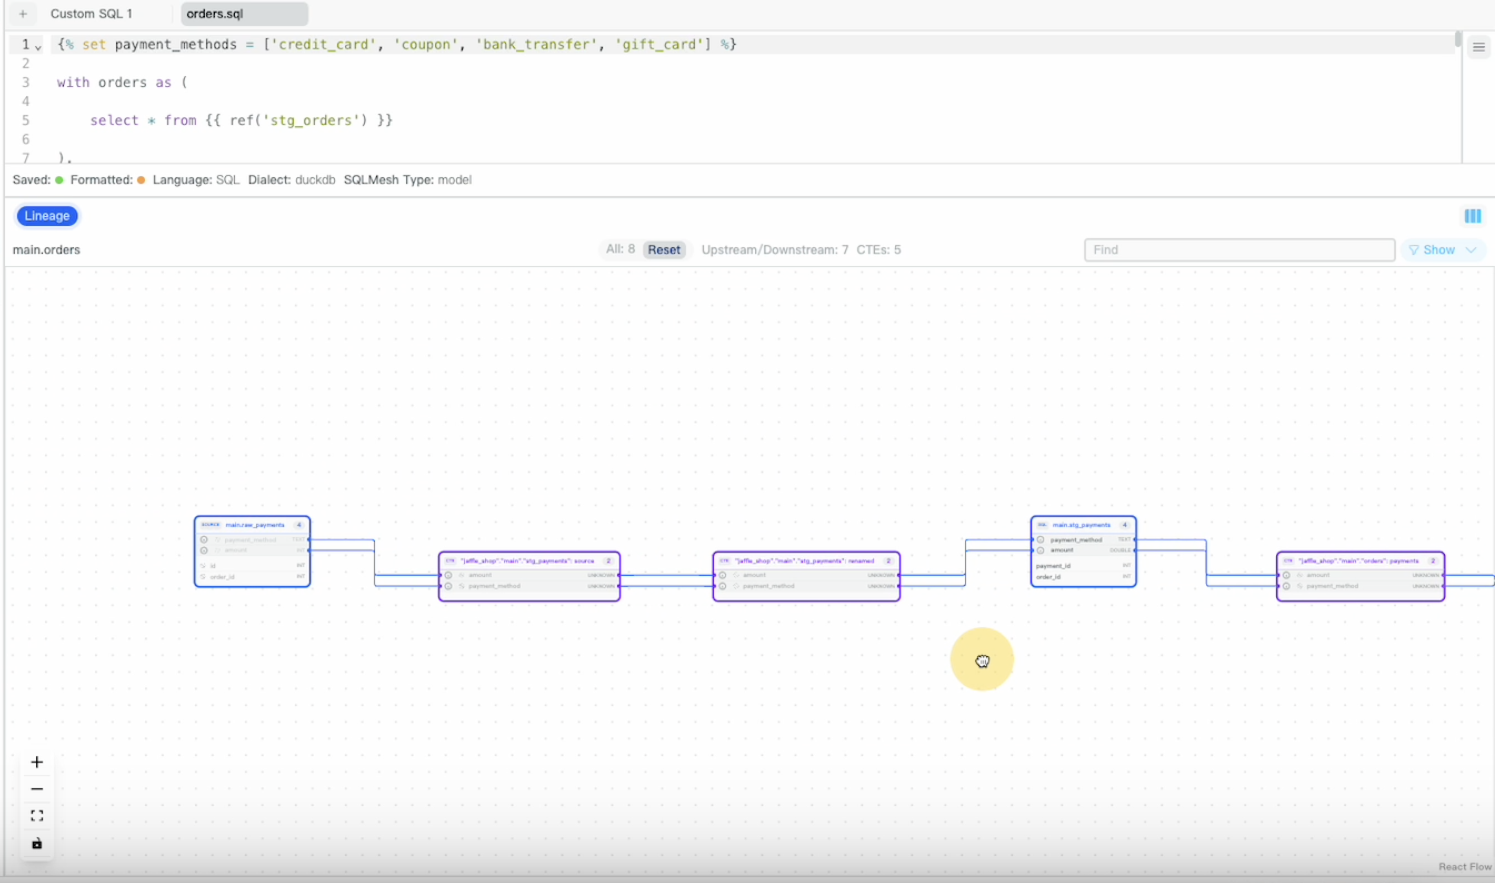 + Custom SQL 1 orders.sql
1 {% set payment_methods = ['credit_card', 'coupon', 'bank_transfer', 'gift_card'] %}
2
3 with orders as (
4
5 select * from {{ ref('stg_orders') }}
6
7 ),
Saved: Formatted: Language: SQL Dialect: duckdb SQLMesh Type: model
Lineage
main.orders All: 8 Reset Upstream/Downstream: 7 CTEs: 5 Find Show
SOURCE main.raw_payments 4
payment_method TEXT
amount INT
id INT
order_id INT
CTE "jaffle_shop"."main"."stg_payments": source 2
amount UNKNOWN
payment_method UNKNOWN
CTE "jaffle_shop"."main"."stg_payments": renamed 2
amount UNKNOWN
payment_method UNKNOWN
SQL main.stg_payments 4
payment_method TEXT
amount DOUBLE
payment_id INT
order_id INT
CTE "jaffle_shop"."main"."orders": payments 2
amount UNKNOWN
payment_method UNKNOWN
React Flow